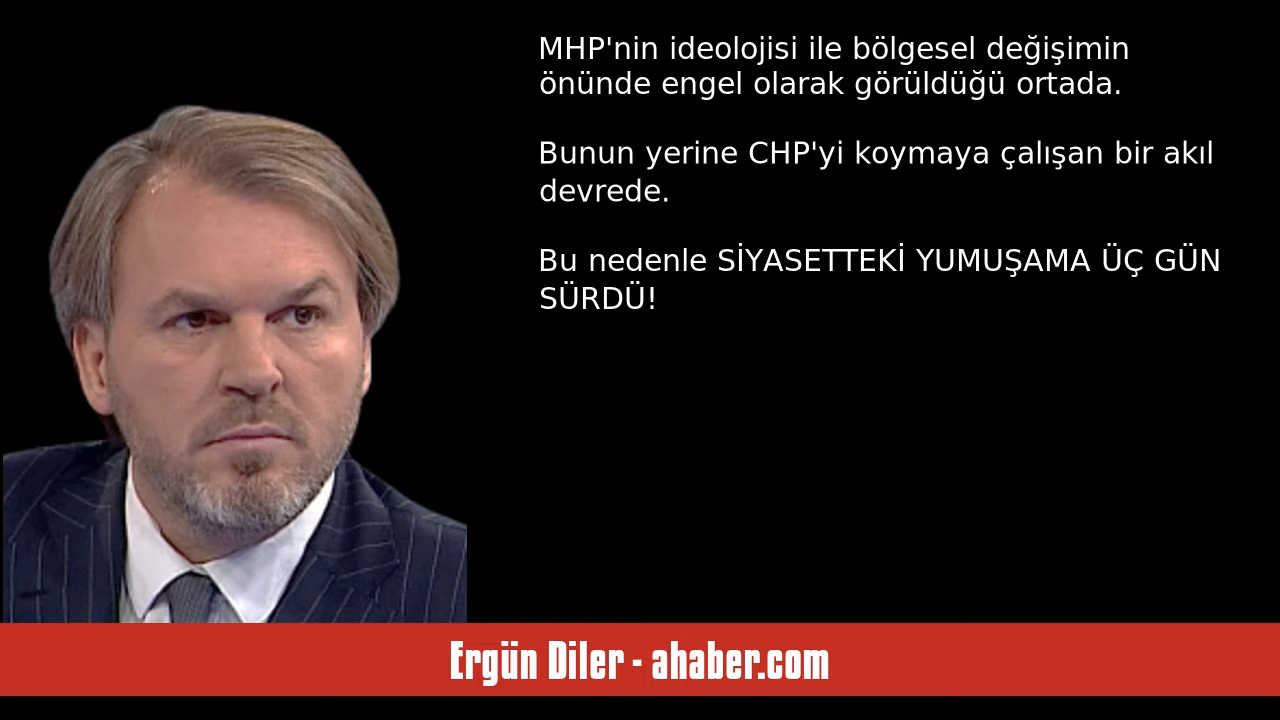 MHP'nin ideolojisi ile bölgesel değişimin
önünde engel olarak görüldüğü ortada.
Bunun yerine CHP'yi koymaya çalışan bir akıl
devrede.
Bu nedenle SİYASETTEKİ YUMUŞAMA ÜÇ GÜN
SÜRDÜ!
Ergün Diler - ahaber.com